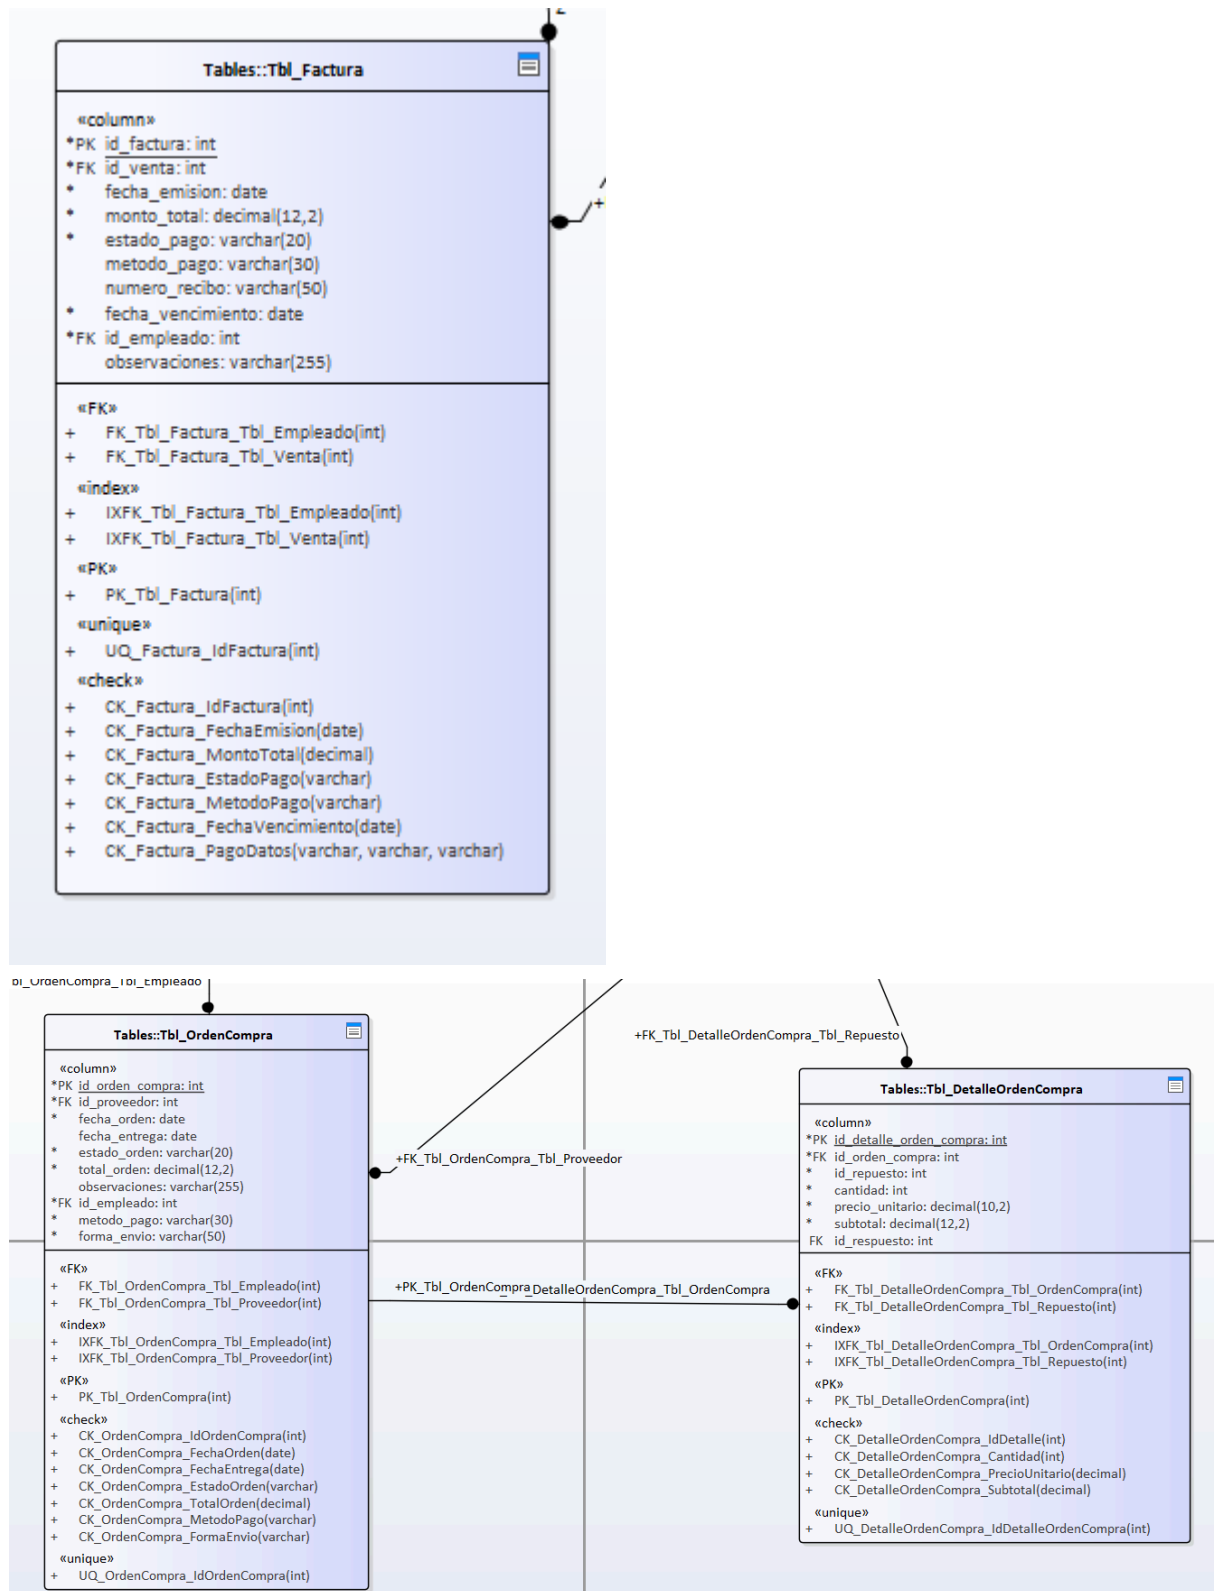 Tables::Tbl_Factura
«column»
*PK id_factura: int
*FK id_venta: int
* fecha_emision: date
* monto_total: decimal(12,2)
* estado_pago: varchar(20)
metodo_pago: varchar(30)
numero_recibo: varchar(50)
* fecha_vencimiento: date
*FK id_empleado: int
observaciones: varchar(255)
«FK»
+ FK_Tbl_Factura_Tbl_Empleado(int)
+ FK_Tbl_Factura_Tbl_Venta(int)
«index»
+ IXFK_Tbl_Factura_Tbl_Empleado(int)
+ IXFK_Tbl_Factura_Tbl_Venta(int)
«PK»
+ PK_Tbl_Factura(int)
«unique»
+ UQ_Factura_IdFactura(int)
«check»
+ CK_Factura_IdFactura(int)
+ CK_Factura_FechaEmision(date)
+ CK_Factura_MontoTotal(decimal)
+ CK_Factura_EstadoPago(varchar)
+ CK_Factura_MetodoPago(varchar)
+ CK_Factura_FechaVencimiento(date)
+ CK_Factura_PagoDatos(varchar, varchar, varchar)
bl_OrdenCompra_Tbl_Empleado
Tables::Tbl_OrdenCompra
«column»
*PK id_orden_compra: int
*FK id_proveedor: int
* fecha_orden: date
fecha_entrega: date
* estado_orden: varchar(20)
* total_orden: decimal(12,2)
observaciones: varchar(255)
*FK id_empleado: int
* metodo_pago: varchar(30)
* forma_envio: varchar(50)
«FK»
+ FK_Tbl_OrdenCompra_Tbl_Empleado(int)
+ FK_Tbl_OrdenCompra_Tbl_Proveedor(int)
«index»
+ IXFK_Tbl_OrdenCompra_Tbl_Empleado(int)
+ IXFK_Tbl_OrdenCompra_Tbl_Proveedor(int)
«PK»
+ PK_Tbl_OrdenCompra(int)
«check»
+ CK_OrdenCompra_IdOrdenCompra(int)
+ CK_OrdenCompra_FechaOrden(date)
+ CK_OrdenCompra_FechaEntrega(date)
+ CK_OrdenCompra_EstadoOrden(varchar)
+ CK_OrdenCompra_TotalOrden(decimal)
+ CK_OrdenCompra_MetodoPago(varchar)
+ CK_OrdenCompra_FormaEnvio(varchar)
«unique»
+ UQ_OrdenCompra_IdOrdenCompra(int)
+FK_Tbl_OrdenCompra_Tbl_Proveedor
+PK_Tbl_OrdenCompra
_DetalleOrdenCompra_Tbl_OrdenCompra
+FK_Tbl_DetalleOrdenCompra_Tbl_Repuesto
Tables::Tbl_DetalleOrdenCompra
«column»
*PK id_detalle_orden_compra: int
*FK id_orden_compra: int
* id_repuesto: int
* cantidad: int
* precio_unitario: decimal(10,2)
* subtotal: decimal(12,2)
FK id_respuesto: int
«FK»
+ FK_Tbl_DetalleOrdenCompra_Tbl_OrdenCompra(int)
+ FK_Tbl_DetalleOrdenCompra_Tbl_Repuesto(int)
«index»
+ IXFK_Tbl_DetalleOrdenCompra_Tbl_OrdenCompra(int)
+ IXFK_Tbl_DetalleOrdenCompra_Tbl_Repuesto(int)
«PK»
+ PK_Tbl_DetalleOrdenCompra(int)
«check»
+ CK_DetalleOrdenCompra_IdDetalle(int)
+ CK_DetalleOrdenCompra_Cantidad(int)
+ CK_DetalleOrdenCompra_PrecioUnitario(decimal)
+ CK_DetalleOrdenCompra_Subtotal(decimal)
«unique»
+ UQ_DetalleOrdenCompra_IdDetalleOrdenCompra(int)